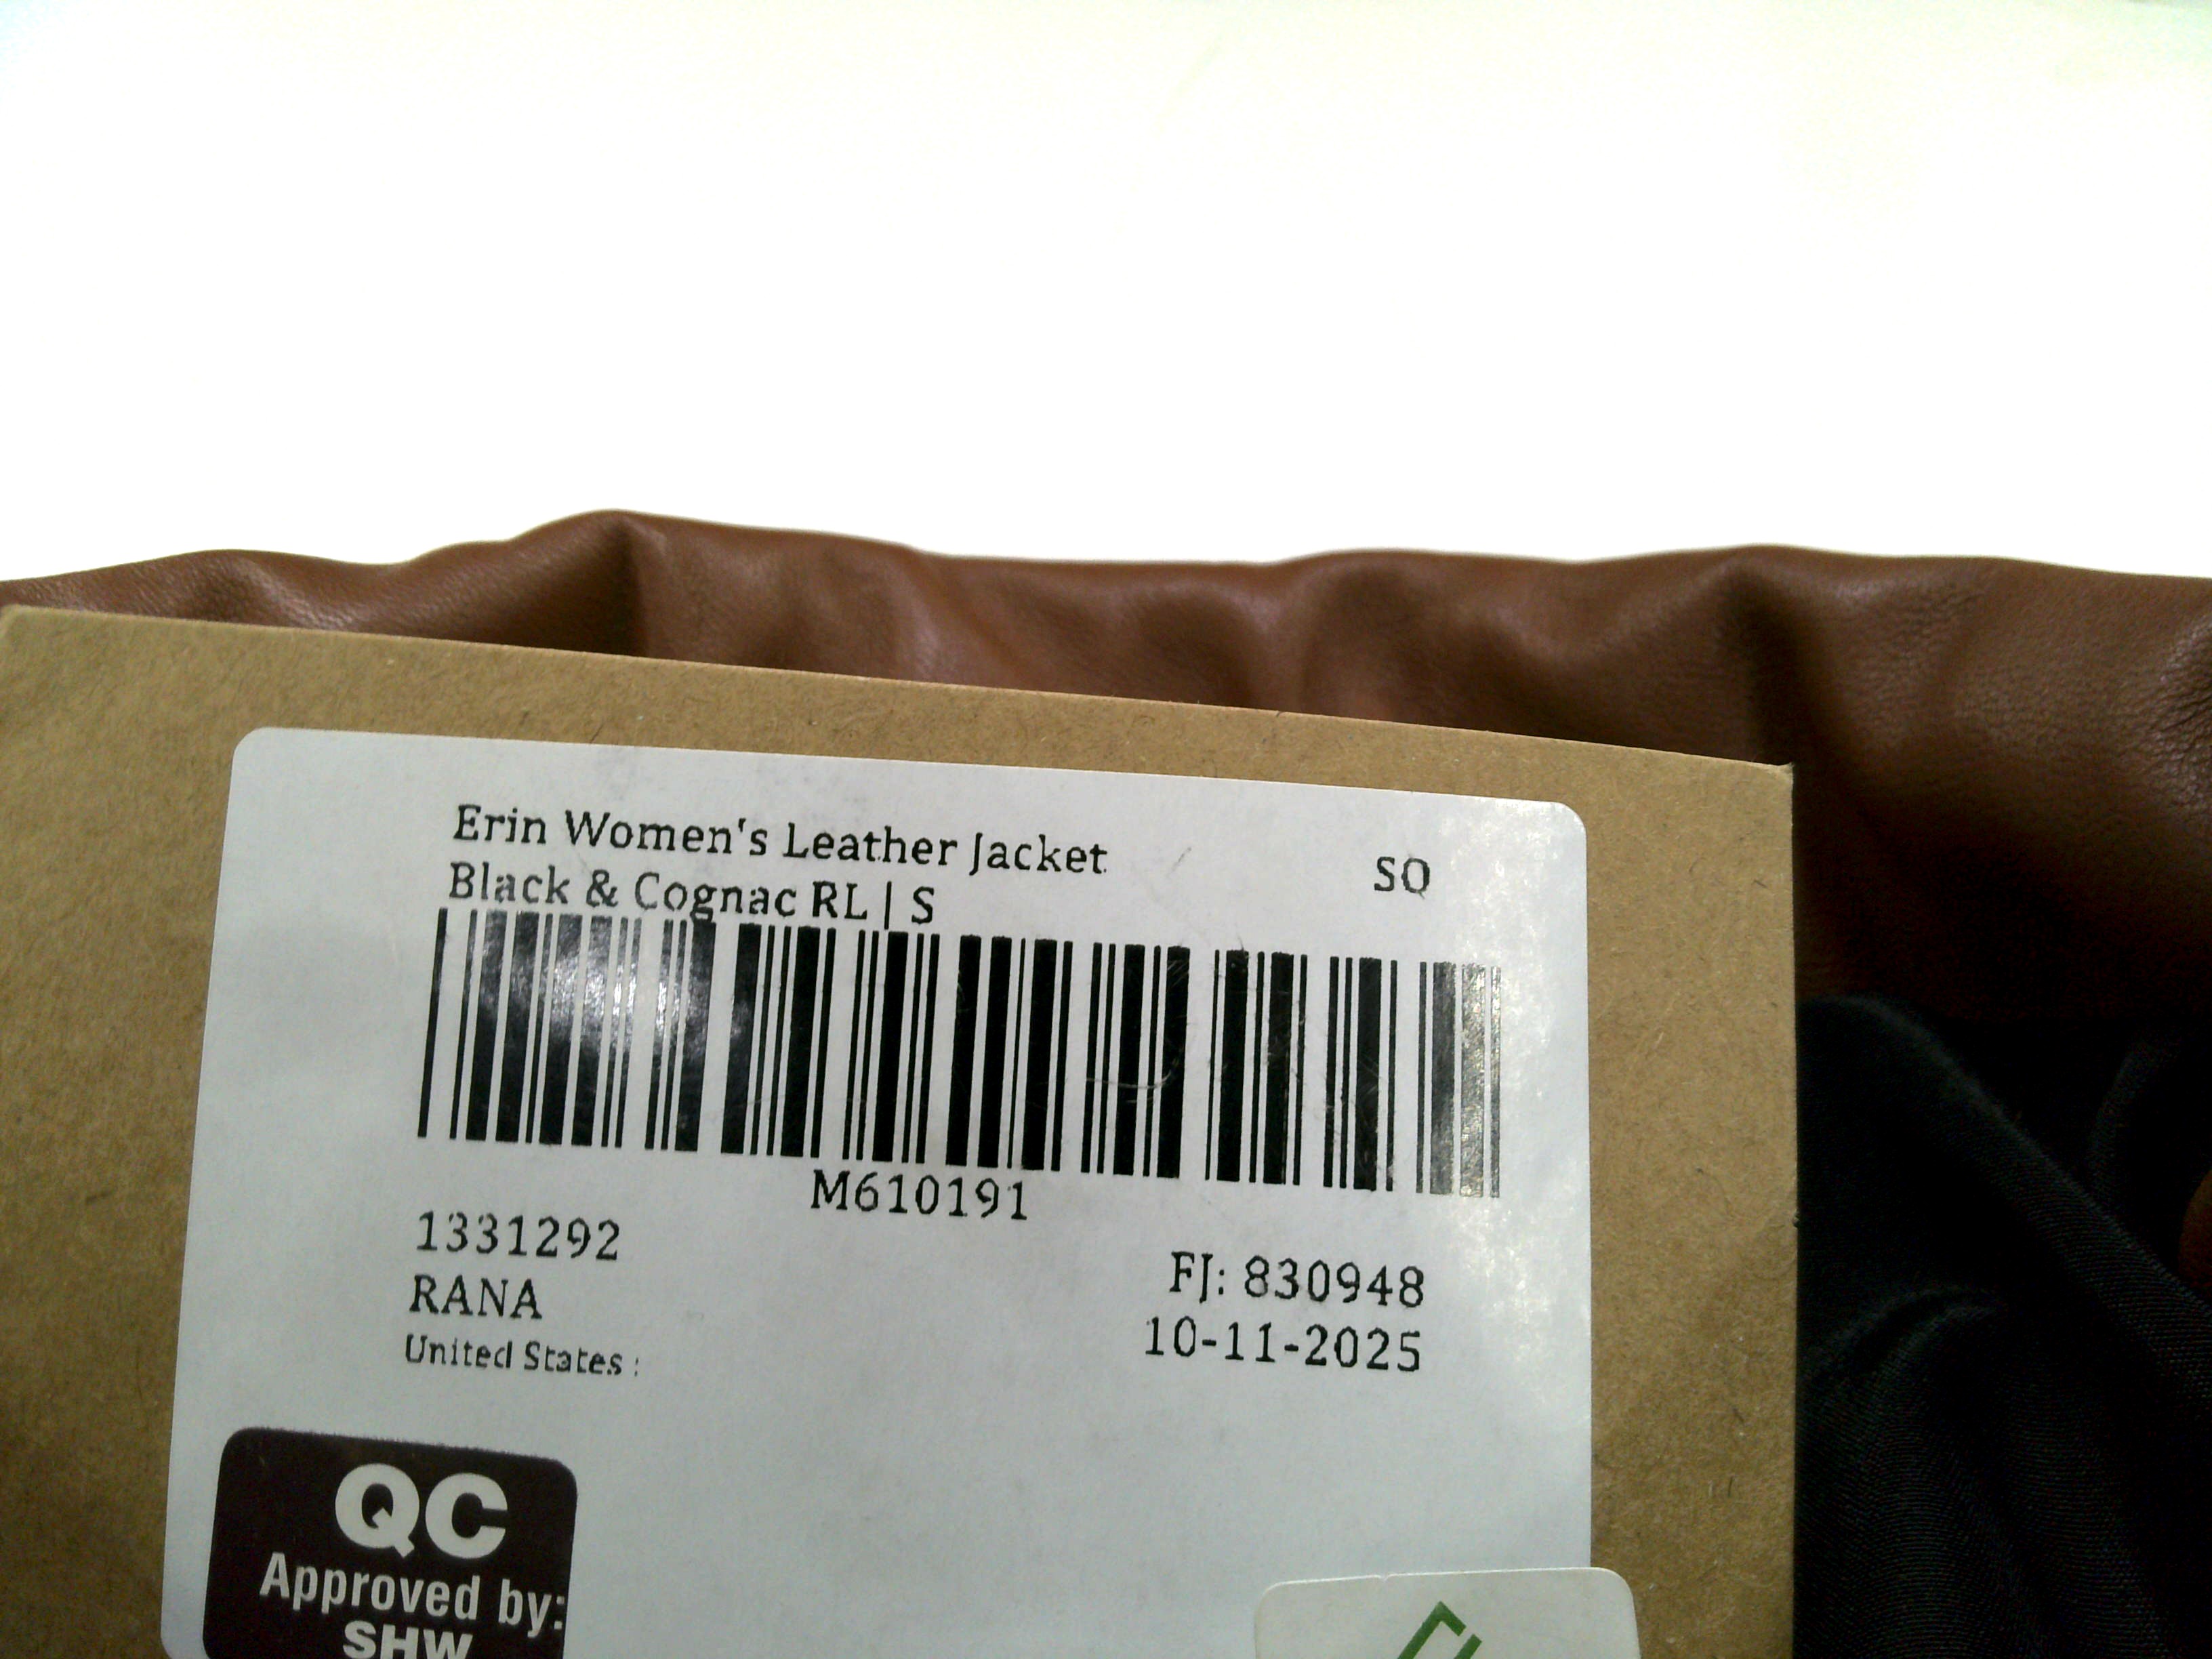 Erin Women's Leather Jacket
SO
Black & Cognac RL | S
M610191
1331292
RANA
United States :
FJ: 830948
10-11-2025
QC
Approved by:
SHW